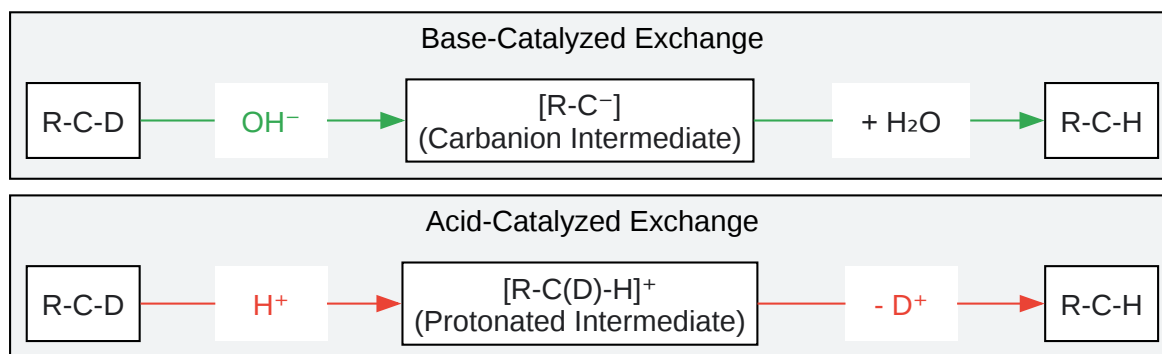 Base-Catalyzed Exchange
R-C-D
OH⁻
[R-C⁻]
(Carbanion Intermediate)
+ H₂O
R-C-H
Acid-Catalyzed Exchange
R-C-D
H⁺
[R-C(D)-H]⁺
(Protonated Intermediate)
- D⁺
R-C-H